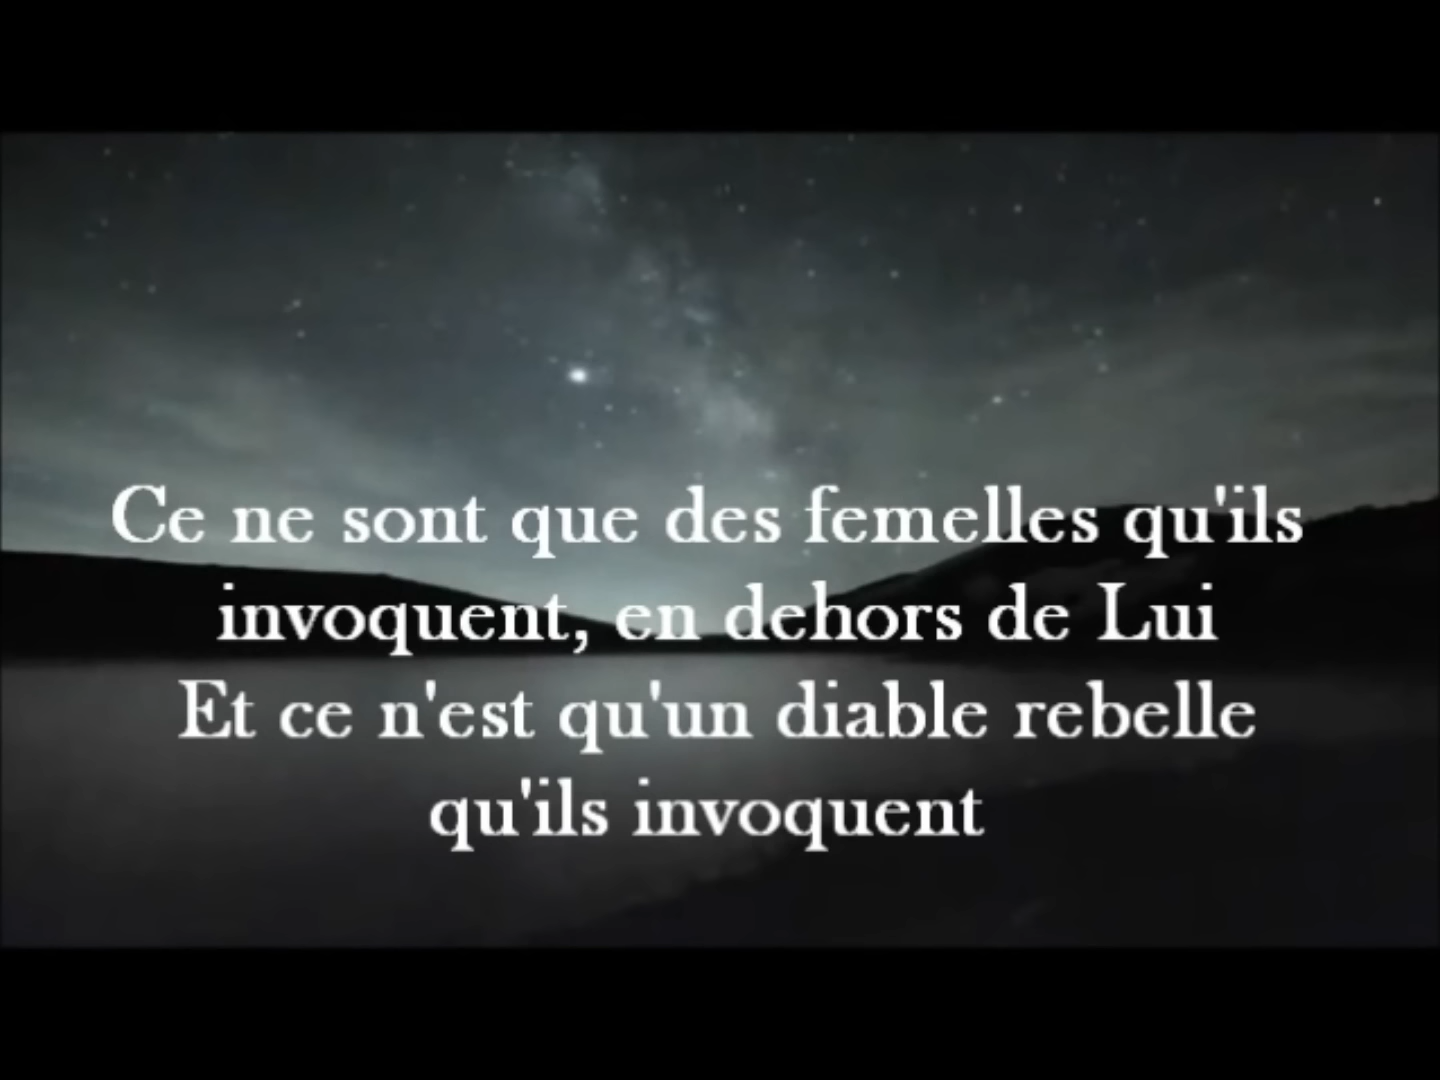 Ce ne sont que des femelles qu'ils
invoquent, en dehors de Lui
Et ce n'est qu'un diable rebelle
qu'ils invoquent